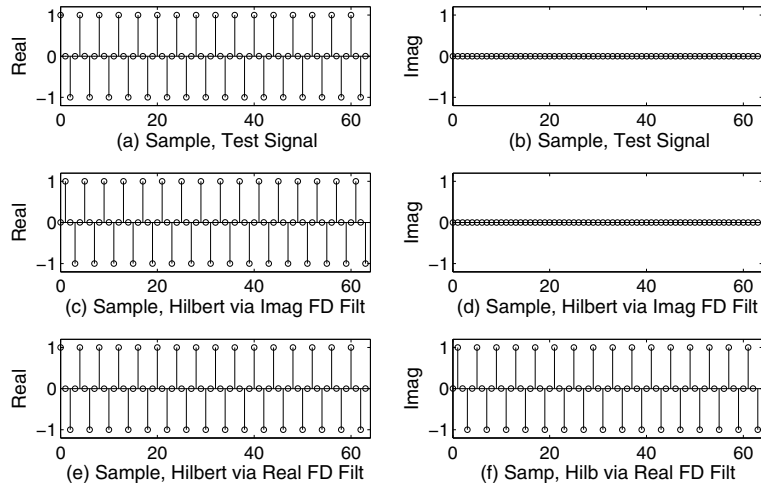 1
0
−1
Real
0 20 40 60
(a) Sample, Test Signal
1
0
−1
Imag
0 20 40 60
(b) Sample, Test Signal
1
0
−1
Real
0 20 40 60
(c) Sample, Hilbert via Imag FD Filt
1
0
−1
Imag
0 20 40 60
(d) Sample, Hilbert via Imag FD Filt
1
0
−1
Real
0 20 40 60
(e) Sample, Hilbert via Real FD Filt
1
0
−1
Imag
0 20 40 60
(f) Samp, Hilb via Real FD Filt